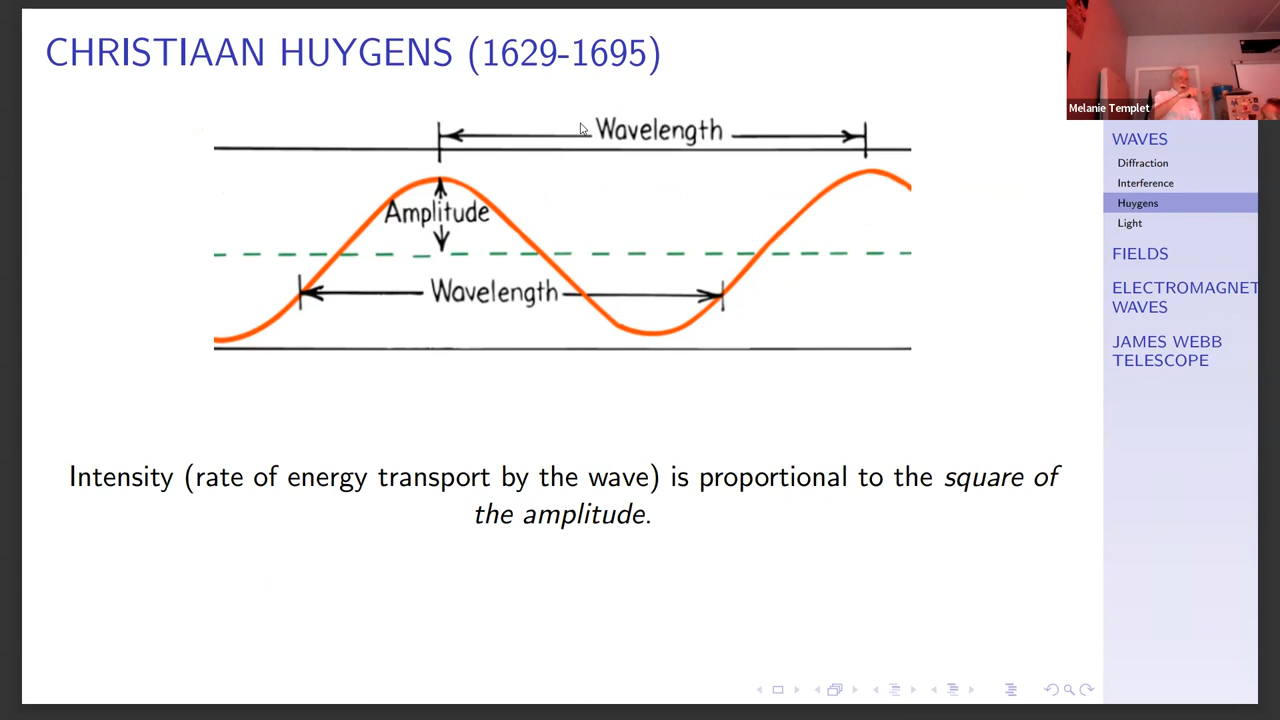 CHRISTIAAN HUYGENS (1629-1695)
Wavelength
Amplitude
Wavelength
Intensity (rate of energy transport by the wave) is proportional to the square of
the amplitude.
Melanie Templet
WAVES
Diffraction
Interference
Huygens
Light
FIELDS
ELECTROMAGNET
WAVES
JAMES WEBB
TELESCOPE